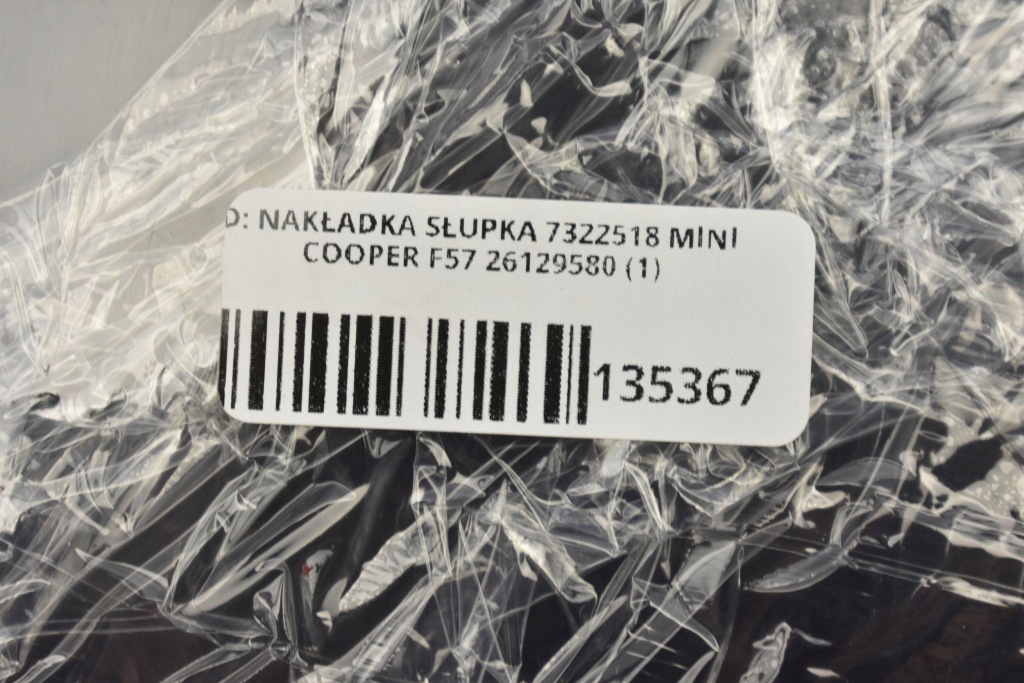 D: NAKŁADKA SŁUPKA 7322518 MINI
COOPER F57 26129580 (1)
135367